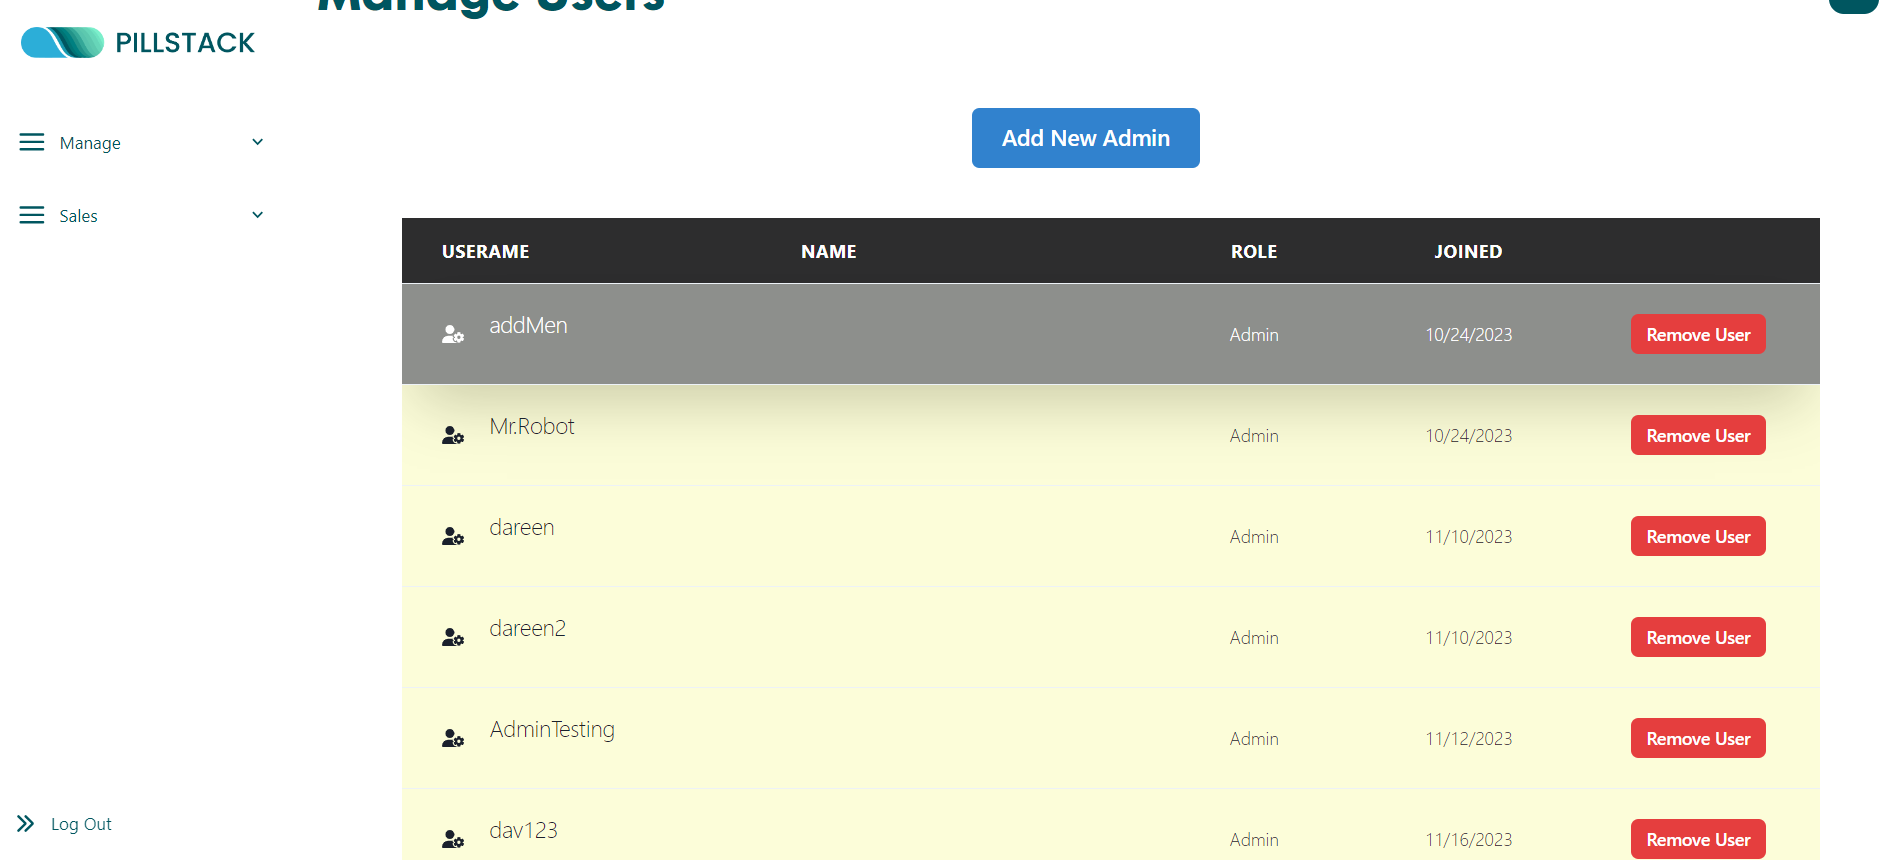 Manage Users
PILLSTACK
Manage
Sales
Add New Admin
USERAME NAME ROLE JOINED
addMen Admin 10/24/2023 Remove User
Mr.Robot Admin 10/24/2023 Remove User
dareen Admin 11/10/2023 Remove User
dareen2 Admin 11/10/2023 Remove User
AdminTesting Admin 11/12/2023 Remove User
dav123 Admin 11/16/2023 Remove User
Log Out